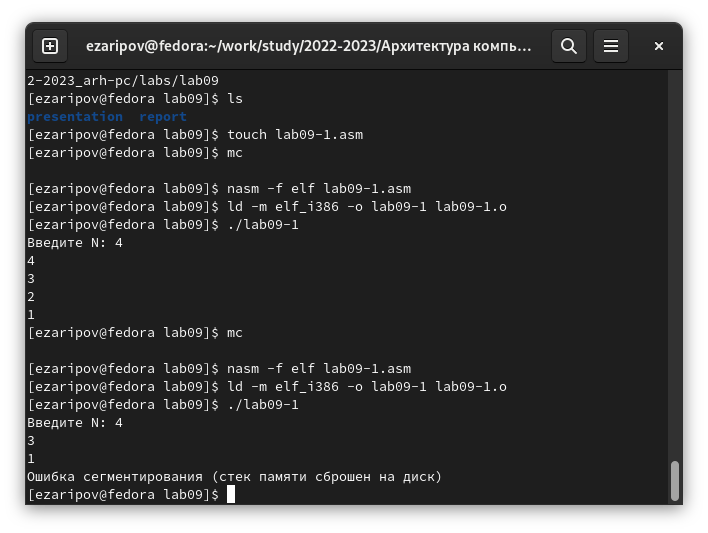 ezaripov@fedora:~/work/study/2022-2023/Архитектура компь...
2-2023_arh-pc/labs/lab09
[ezaripov@fedora lab09]$ ls
presentation  report
[ezaripov@fedora lab09]$ touch lab09-1.asm
[ezaripov@fedora lab09]$ mc
[ezaripov@fedora lab09]$ nasm -f elf lab09-1.asm
[ezaripov@fedora lab09]$ ld -m elf_i386 -o lab09-1 lab09-1.o
[ezaripov@fedora lab09]$ ./lab09-1
Введите N: 4
4
3
2
1
[ezaripov@fedora lab09]$ mc
[ezaripov@fedora lab09]$ nasm -f elf lab09-1.asm
[ezaripov@fedora lab09]$ ld -m elf_i386 -o lab09-1 lab09-1.o
[ezaripov@fedora lab09]$ ./lab09-1
Введите N: 4
3
1
Ошибка сегментирования (стек памяти сброшен на диск)
[ezaripov@fedora lab09]$